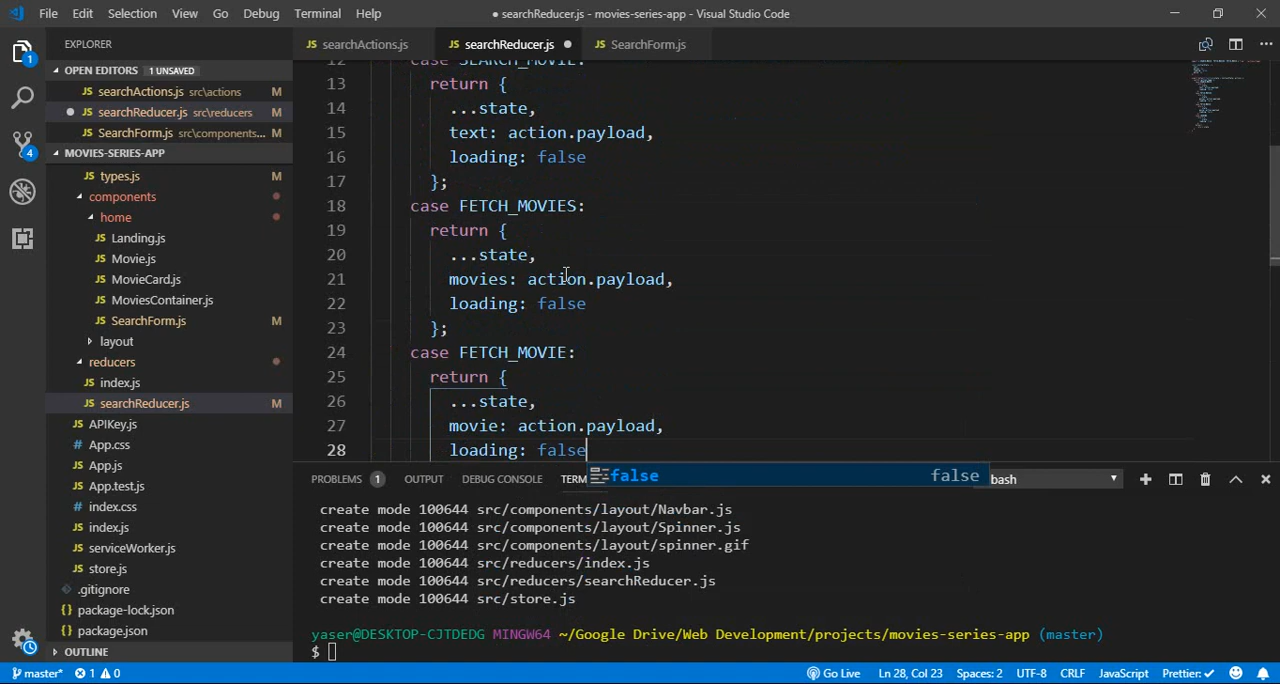 File Edit Selection View Go Debug Terminal Help
● searchReducer.js - movies-series-app - Visual Studio Code
EXPLORER
OPEN EDITORS 1 UNSAVED
JS searchActions.js src\actions M
● JS searchReducer.js src\reducers M
JS SearchForm.js src\components... M
MOVIES-SERIES-APP
JS types.js M
components
home
JS Landing.js
JS Movie.js
JS MovieCard.js
JS MoviesContainer.js
JS SearchForm.js M
layout
reducers
JS index.js
JS searchReducer.js M
JS APIKey.js
# App.css
JS App.js
JS App.test.js
# index.css
JS index.js
JS serviceWorker.js
JS store.js
.gitignore
{} package-lock.json
{} package.json
OUTLINE
1
4
JS searchActions.js JS searchReducer.js ● JS SearchForm.js
12 case SEARCH_MOVIE:
13 return {
14 ...state,
15 text: action.payload,
16 loading: false
17 };
18 case FETCH_MOVIES:
19 return {
20 ...state,
21 movies: action.payload,
22 loading: false
23 };
24 case FETCH_MOVIE:
25 return {
26 ...state,
27 movie: action.payload,
28 loading: false
false false
PROBLEMS 1 OUTPUT DEBUG CONSOLE TERM bash
create mode 100644 src/components/layout/Navbar.js
create mode 100644 src/components/layout/Spinner.js
create mode 100644 src/components/layout/spinner.gif
create mode 100644 src/reducers/index.js
create mode 100644 src/reducers/searchReducer.js
create mode 100644 src/store.js
yaser@DESKTOP-CJTDEDG MINGW64 ~/Google Drive/Web Development/projects/movies-series-app (master)
$
master* 1 0 Go Live Ln 28, Col 23 Spaces: 2 UTF-8 CRLF JavaScript Prettier: ✓